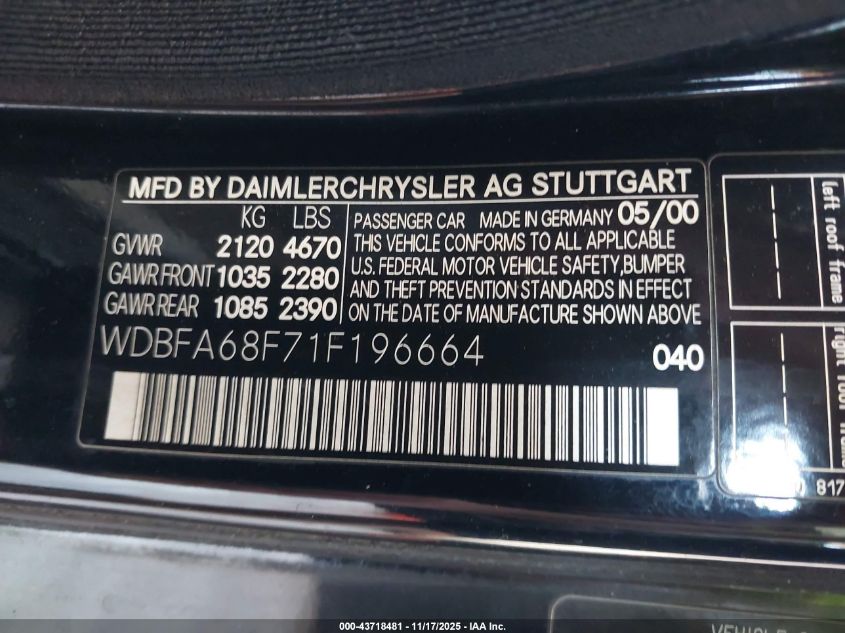 MFD BY DAIMLERCHRYSLER AG STUTTGART
KG LBS
GVWR 2120 4670
GAWR FRONT 1035 2280
GAWR REAR 1085 2390
PASSENGER CAR MADE IN GERMANY 05/00
THIS VEHICLE CONFORMS TO ALL APPLICABLE
U.S. FEDERAL MOTOR VEHICLE SAFETY,BUMPER
AND THEFT PREVENTION STANDARDS IN EFFECT
ON THE DATE OF MANUFACTURE SHOWN ABOVE
WDBFA68F71F196664
040
left roof frame
right roof
817
000-43718481 - 11/17/2025 - IAA Inc.